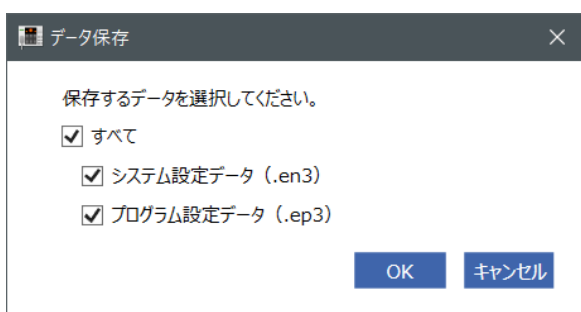 データ保存
保存するデータを選択してください。
すべて
システム設定データ（.en3）
プログラム設定データ（.ep3）
OK キャンセル